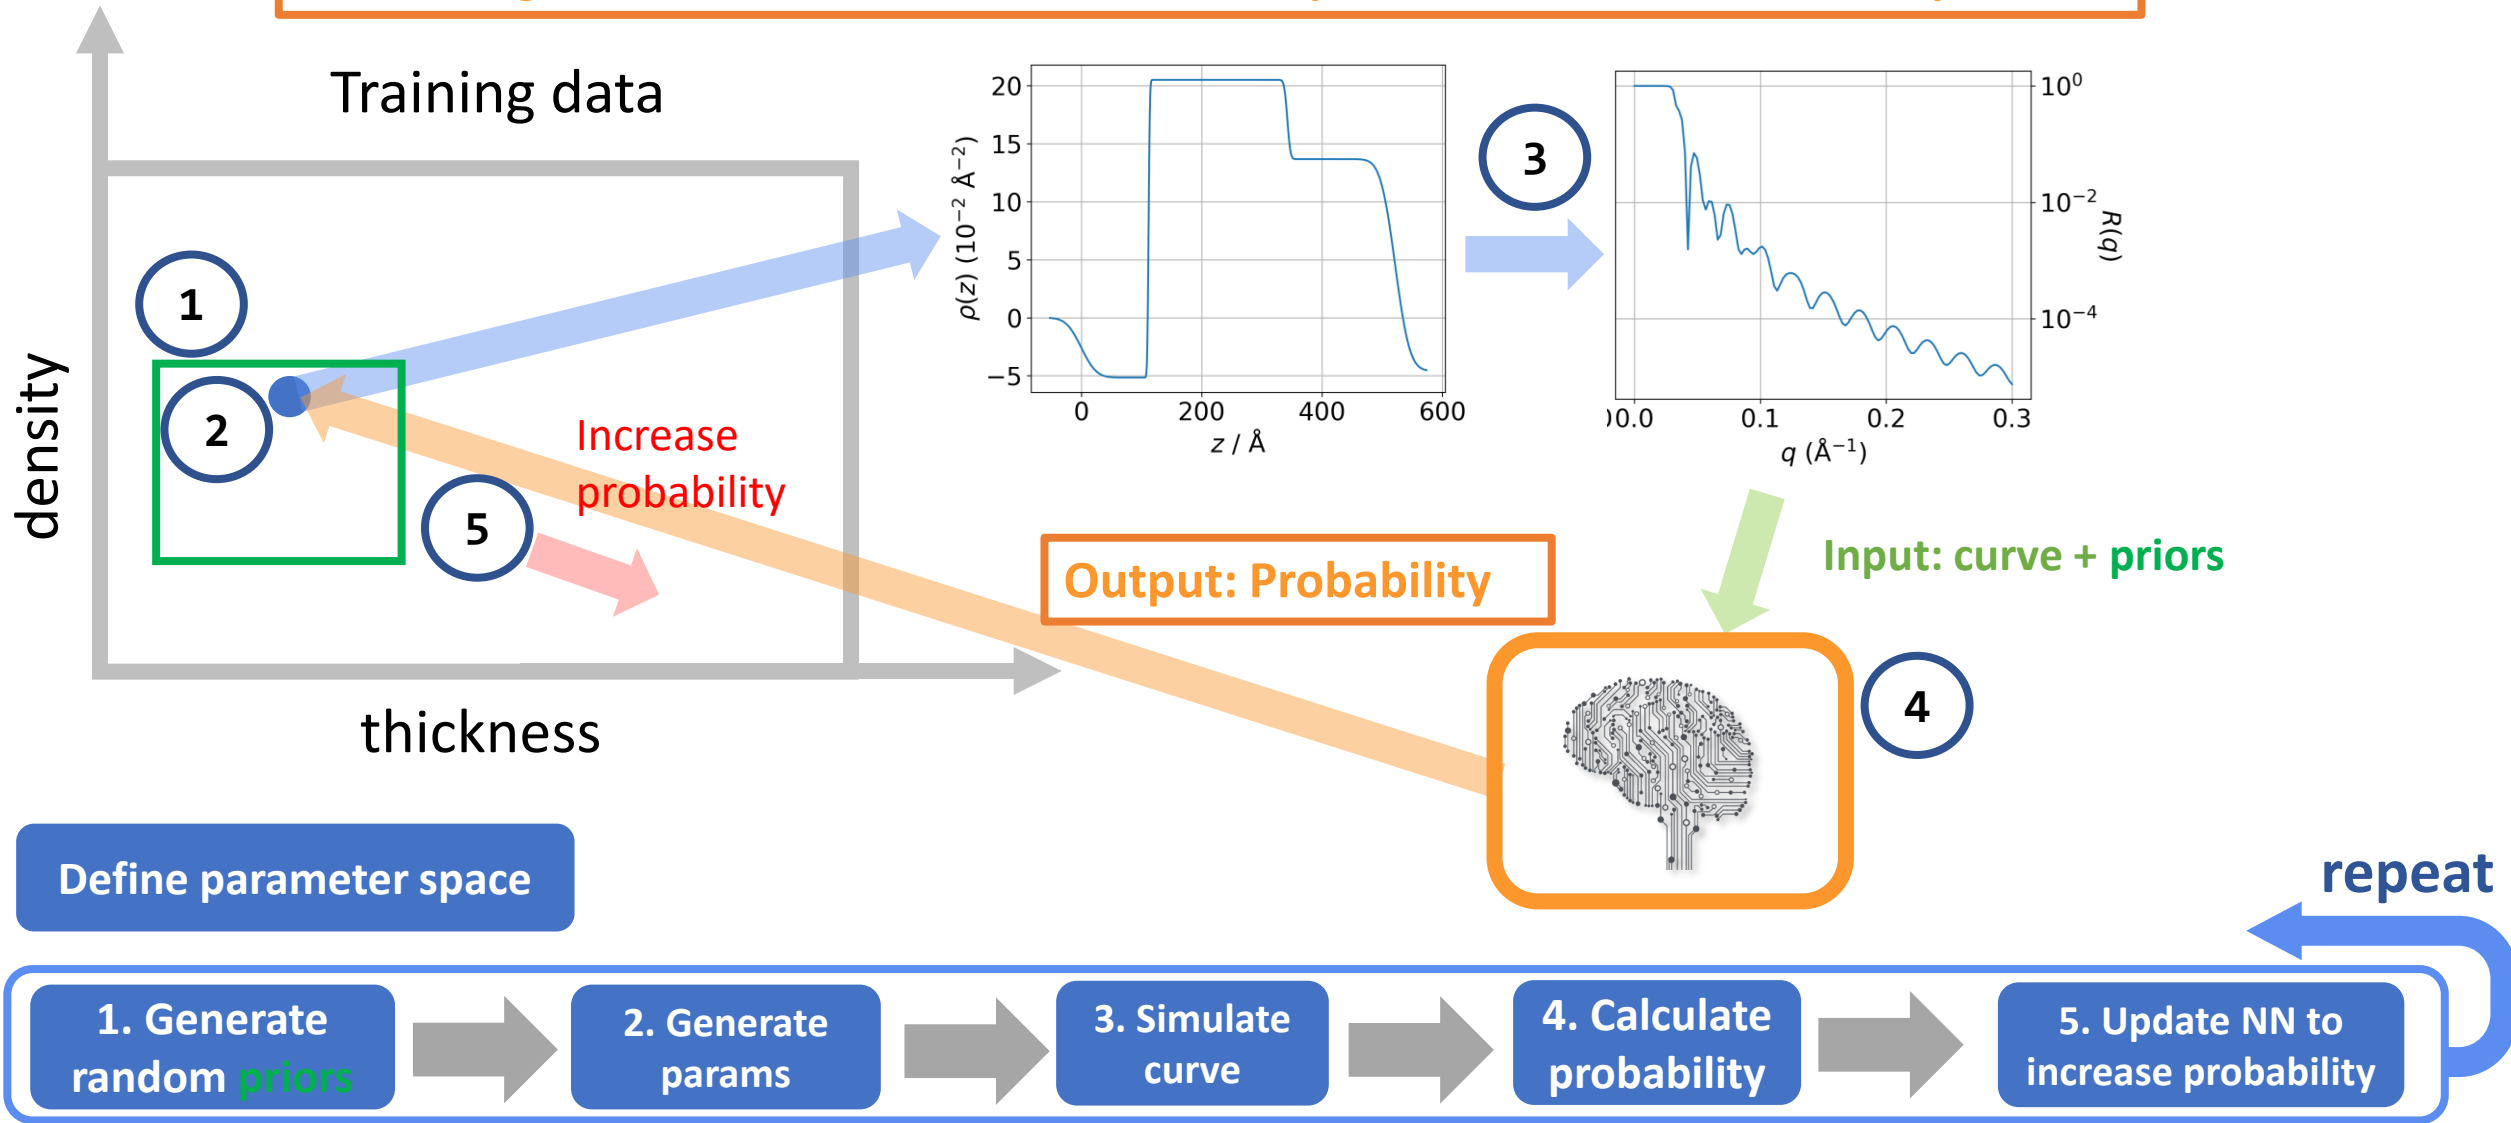 Training data
density
thickness
1
2
5
Increase
probability
20
15
10
5
0
−5
ρ(z) (10⁻² Å⁻²)
0 200 400 600
z / Å
3
10⁰
10⁻²
10⁻⁴
R(q)
0.0 0.1 0.2 0.3
q (Å⁻¹)
Input: curve + priors
Output: Probability
4
Define parameter space
repeat
1. Generate
random priors
2. Generate
params
3. Simulate
curve
4. Calculate
probability
5. Update NN to
increase probability